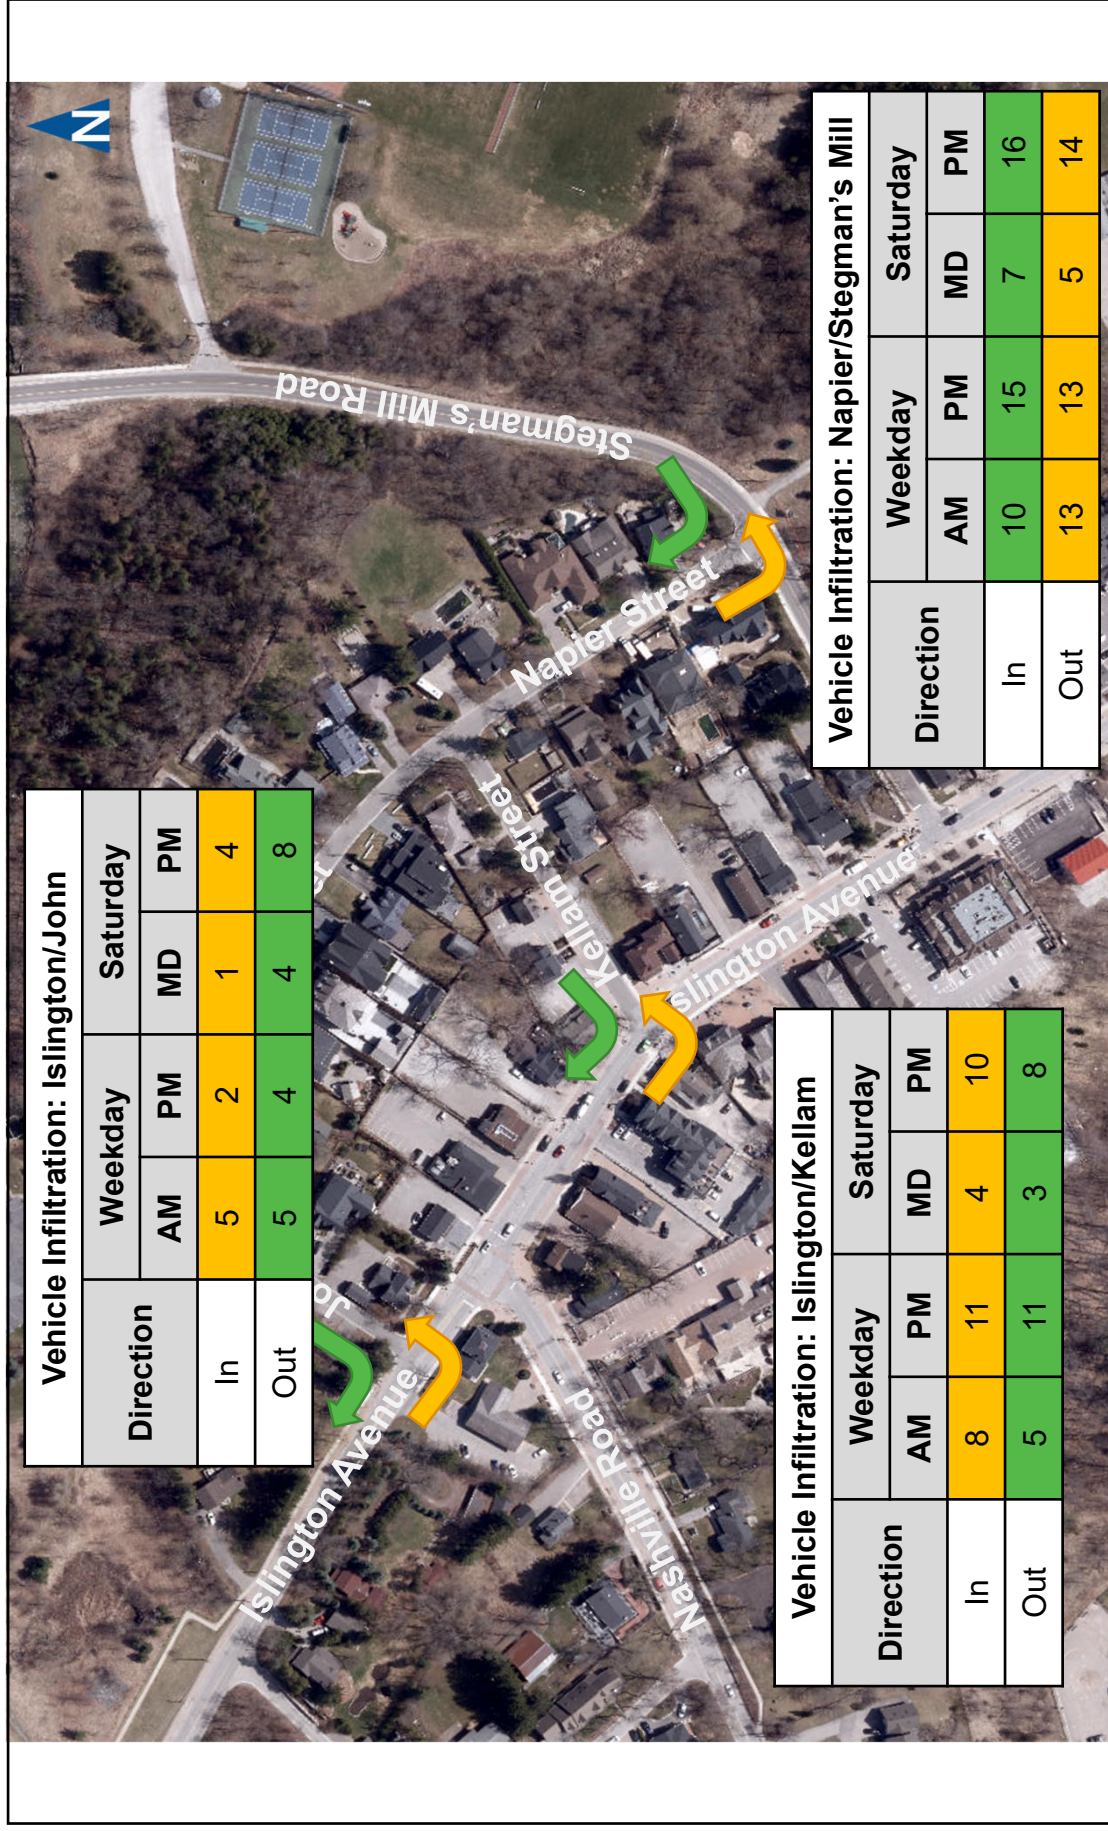 N
Vehicle Infiltration: Islington/John
Direction Weekday Saturday
AM PM MD PM
In 5 2 1 4
Out 5 4 4 8
Stegman's Mill Road
Napier Street
Kellam Street
Islington Avenue
slington Avenue
Nashville Road
Jo
et
Vehicle Infiltration: Islington/Kellam
Direction Weekday Saturday
AM PM MD PM
In 8 11 4 10
Out 5 11 3 8
Vehicle Infiltration: Napier/Stegman's Mill
Direction Weekday Saturday
AM PM MD PM
In 10 15 7 16
Out 13 13 5 14